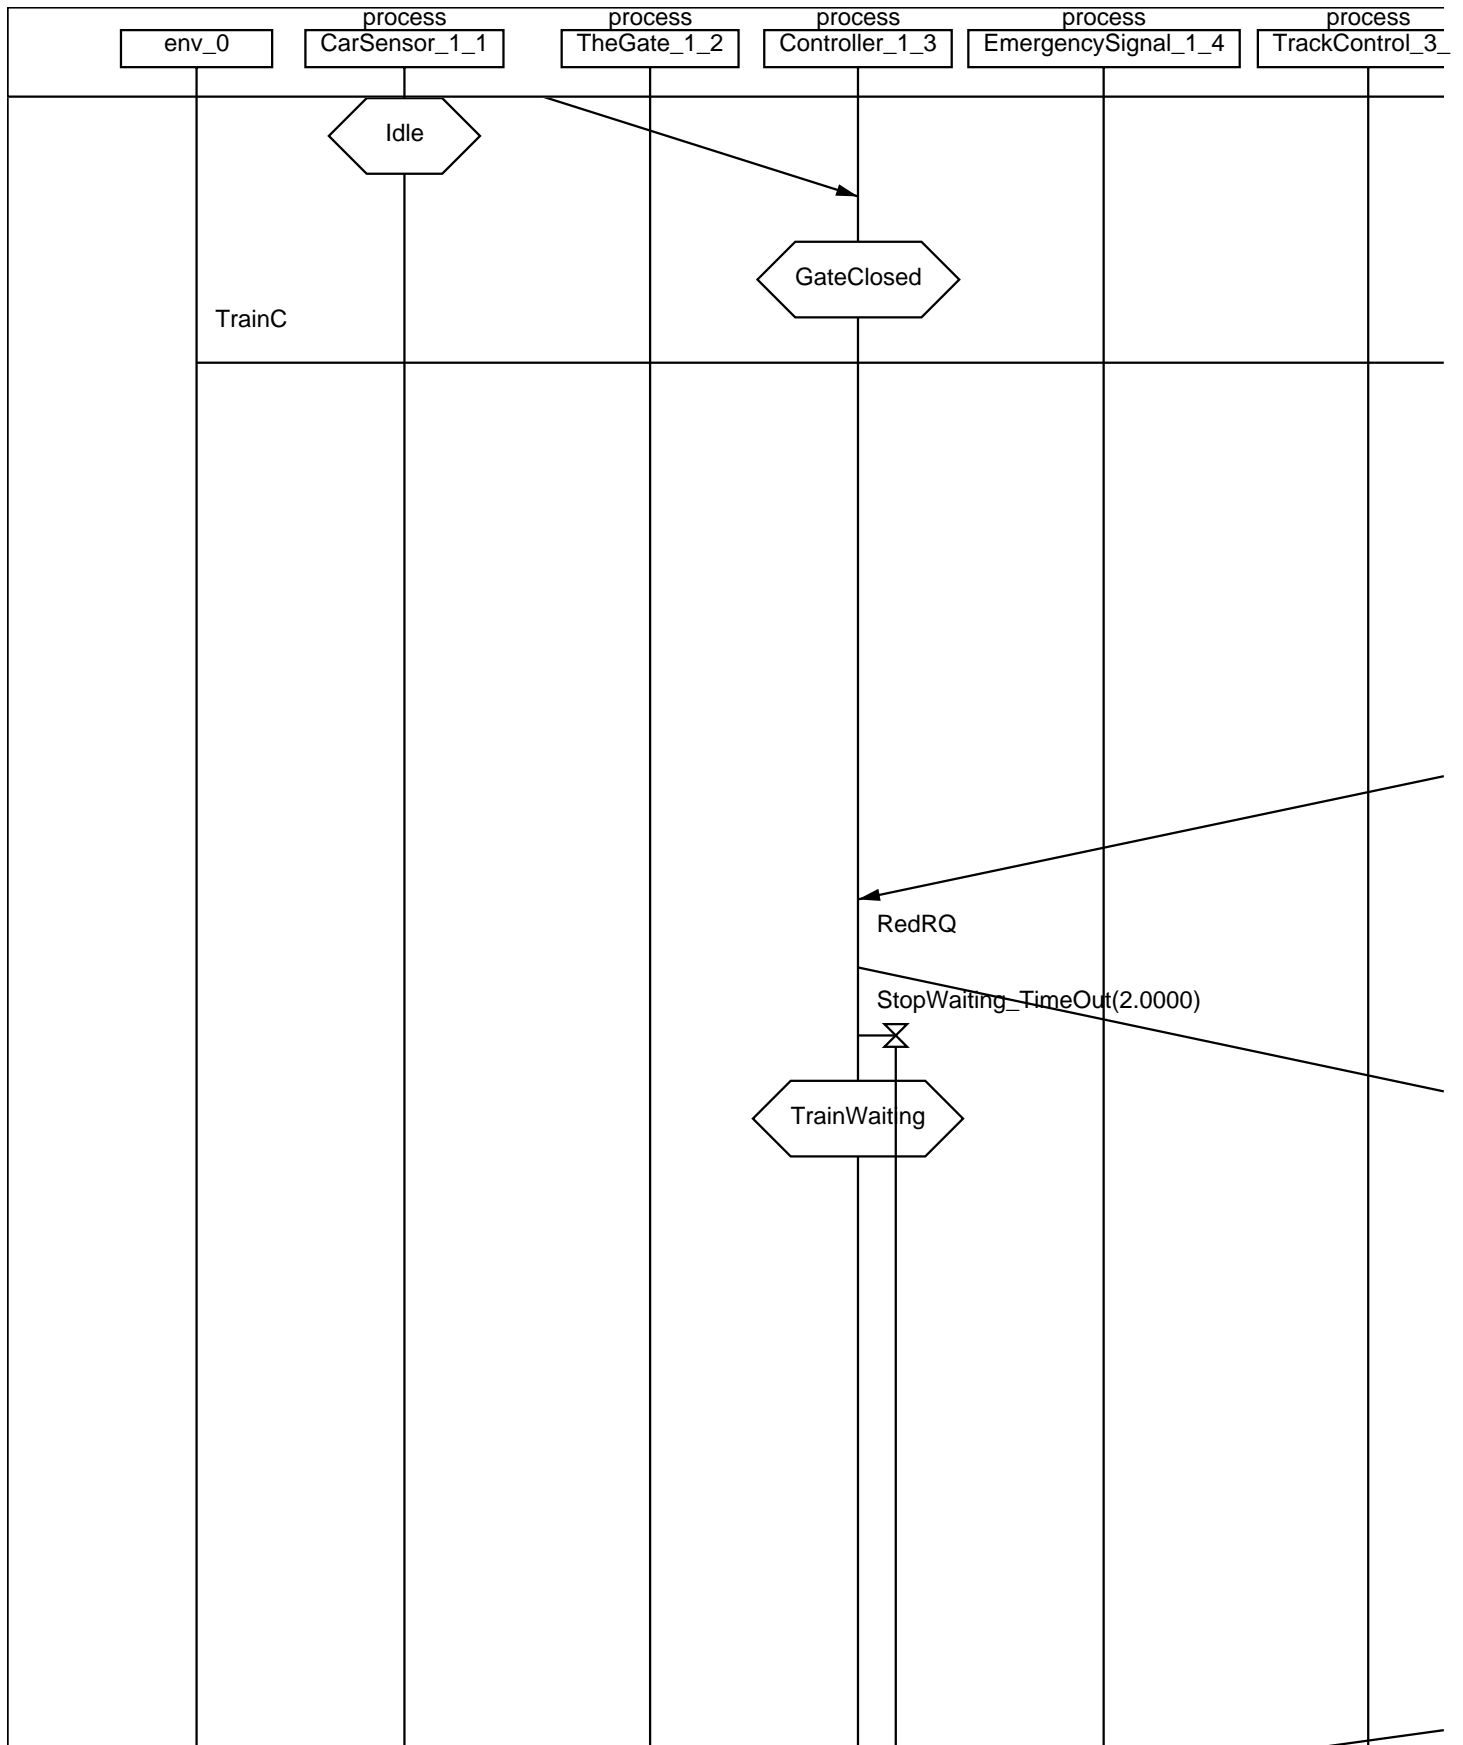 process process process process process
env_0 CarSensor_1_1 TheGate_1_2 Controller_1_3 EmergencySignal_1_4 TrackControl_3_
Idle
GateClosed
TrainC
RedRQ
StopWaiting_TimeOut(2.0000)
TrainWaiting